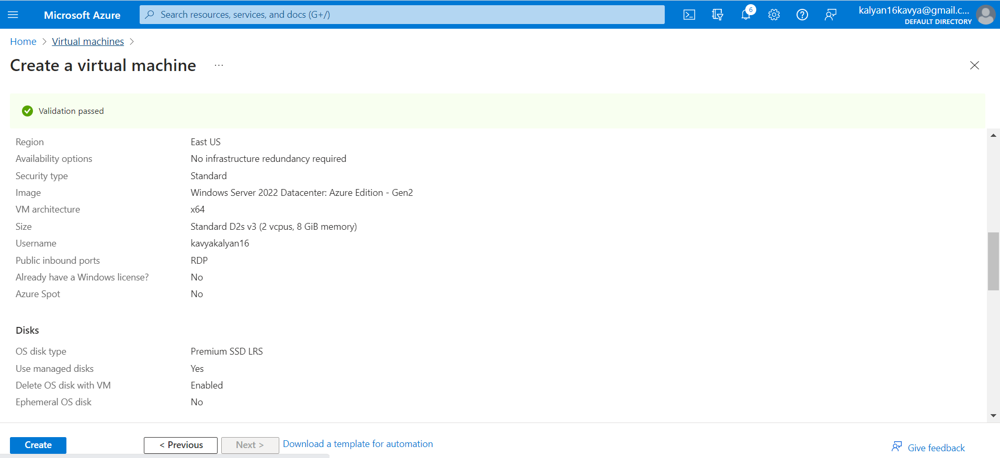 Microsoft Azure
Search resources, services, and docs (G+/)
6
kalyan16kavya@gmail.c...
DEFAULT DIRECTORY
Home > Virtual machines >
Create a virtual machine ...
Validation passed
Region East US
Availability options No infrastructure redundancy required
Security type Standard
Image Windows Server 2022 Datacenter: Azure Edition - Gen2
VM architecture x64
Size Standard D2s v3 (2 vcpus, 8 GiB memory)
Username kavyakalyan16
Public inbound ports RDP
Already have a Windows license? No
Azure Spot No
Disks
OS disk type Premium SSD LRS
Use managed disks Yes
Delete OS disk with VM Enabled
Ephemeral OS disk No
Create < Previous Next > Download a template for automation Give feedback